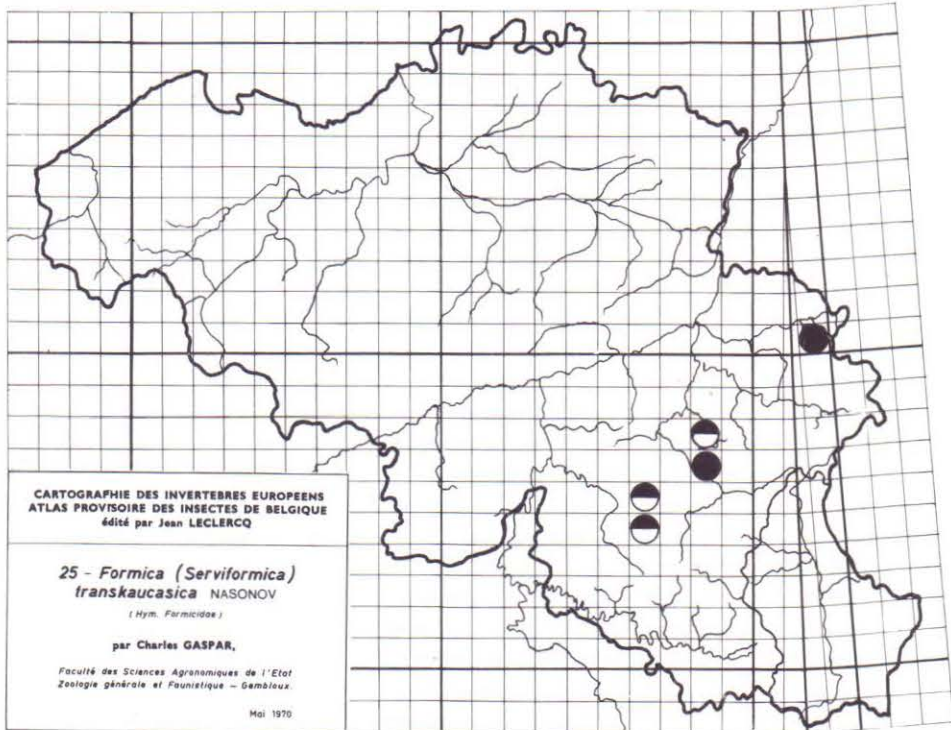 CARTOGRAPHIE DES INVERTEBRES EUROPEENS
ATLAS PROVISOIRE DES INSECTES DE BELGIQUE
édité par Jean LECLERCQ
25 - Formica (Serviformica)
transkaucasica NASONOV
(Hym. Formicidae)
par Charles GASPAR,
Faculté des Sciences Agronomiques de l'Etat
Zoologie générale et Faunistique - Gembloux.
Mai 1970